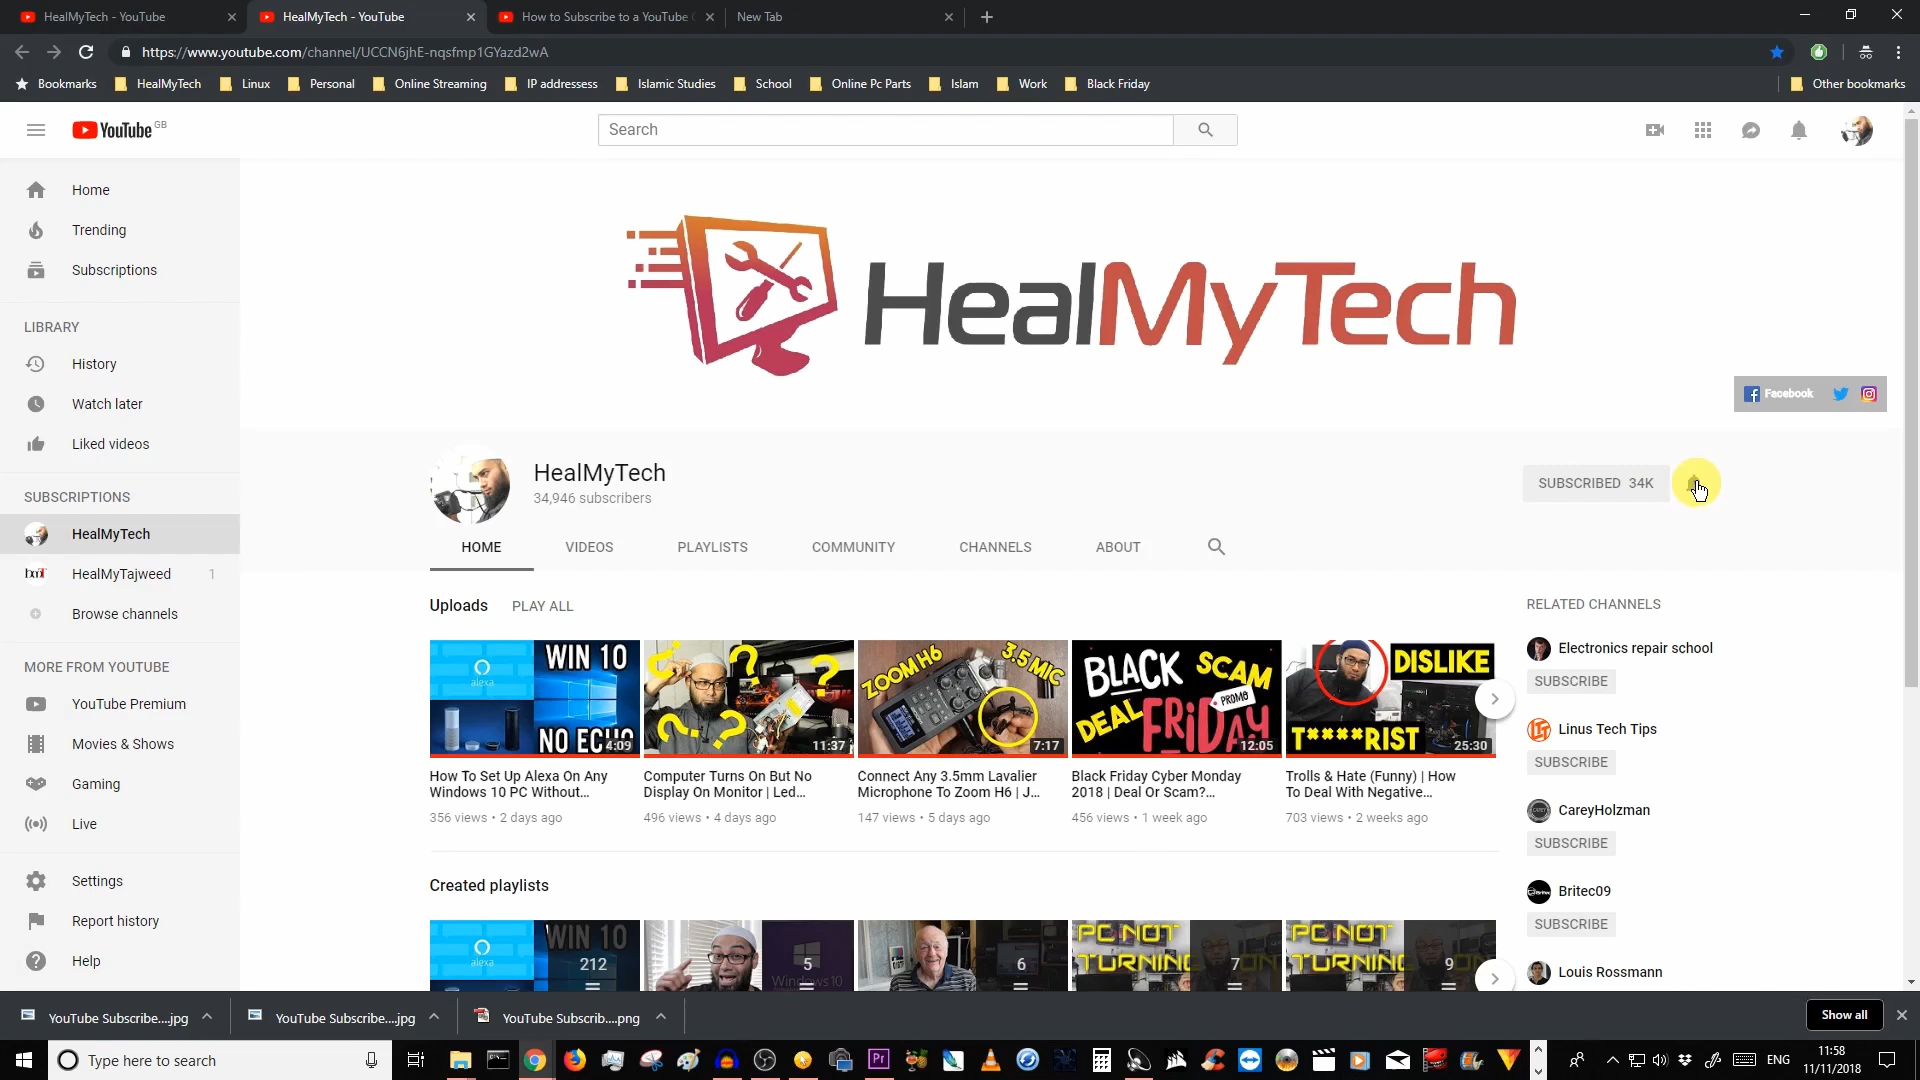 HealMyTech - YouTube
HealMyTech - YouTube
How to Subscribe to a YouTube
New Tab
https://www.youtube.com/channel/UCCN6jhE-nqsfmp1GYazd2wA
Bookmarks HealMyTech Linux Personal Online Streaming IP addressess Islamic Studies School Online Pc Parts Islam Work Black Friday Other bookmarks
YouTube GB
Search
Home
Trending
Subscriptions
LIBRARY
History
Watch later
Liked videos
SUBSCRIPTIONS
HealMyTech
HealMyTajweed 1
Browse channels
MORE FROM YOUTUBE
YouTube Premium
Movies & Shows
Gaming
Live
Settings
Report history
Help
HealMyTech
Facebook
HealMyTech
34,946 subscribers
SUBSCRIBED 34K
HOME VIDEOS PLAYLISTS COMMUNITY CHANNELS ABOUT
Uploads PLAY ALL
alexa
WIN 10
NO ECHO
4:09
How To Set Up Alexa On Any
Windows 10 PC Without...
356 views • 2 days ago
? ? ? ? ?
11:37
Computer Turns On But No
Display On Monitor | Led...
496 views • 4 days ago
ZOOM H6
3.5 MIC
7:17
Connect Any 3.5mm Lavalier
Microphone To Zoom H6 | J...
147 views • 5 days ago
BLACK SCAM
PROMO
DEAL FRiDAY
12:05
Black Friday Cyber Monday
2018 | Deal Or Scam?...
456 views • 1 week ago
DISLIKE
T****RIST
25:30
Trolls & Hate (Funny) | How
To Deal With Negative...
703 views • 2 weeks ago
Created playlists
alexa
WIN 10
212
5
Windows 10
6
PC NOT
TURNING ON
7
PC NOT
TURNING ON
9
RELATED CHANNELS
Electronics repair school
SUBSCRIBE
Linus Tech Tips
SUBSCRIBE
CareyHolzman
SUBSCRIBE
Britec09
SUBSCRIBE
Louis Rossmann
YouTube Subscribe....jpg
YouTube Subscribe....jpg
YouTube Subscrib....png
Show all
Type here to search
Pr
ENG
11:58
11/11/2018